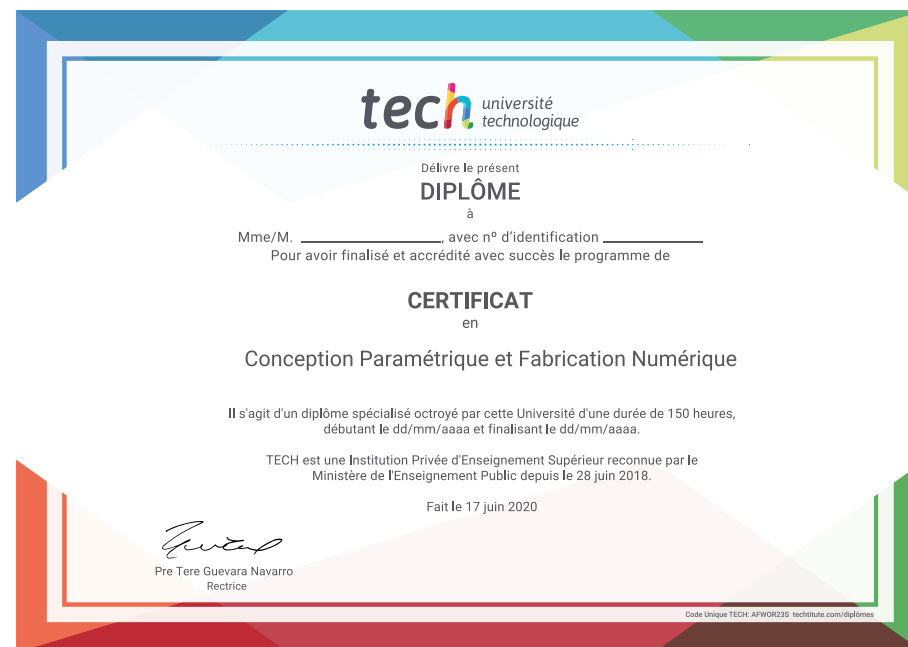 tech université
technologique
Délivre le présent
DIPLÔME
à
Mme/M. ____________, avec nº d'identification ____________
Pour avoir finalisé et accrédité avec succès le programme de
CERTIFICAT
en
Conception Paramétrique et Fabrication Numérique
Il s'agit d'un diplôme spécialisé octroyé par cette Université d'une durée de 150 heures,
débutant le dd/mm/aaaa et finalisant le dd/mm/aaaa.
TECH est une Institution Privée d'Enseignement Supérieur reconnue par le
Ministère de l'Enseignement Public depuis le 28 juin 2018.
Fait le 17 juin 2020
Pre Tere Guevara Navarro
Rectrice
Code Unique TECH: AFWOR23S techtitute.com/diplômes